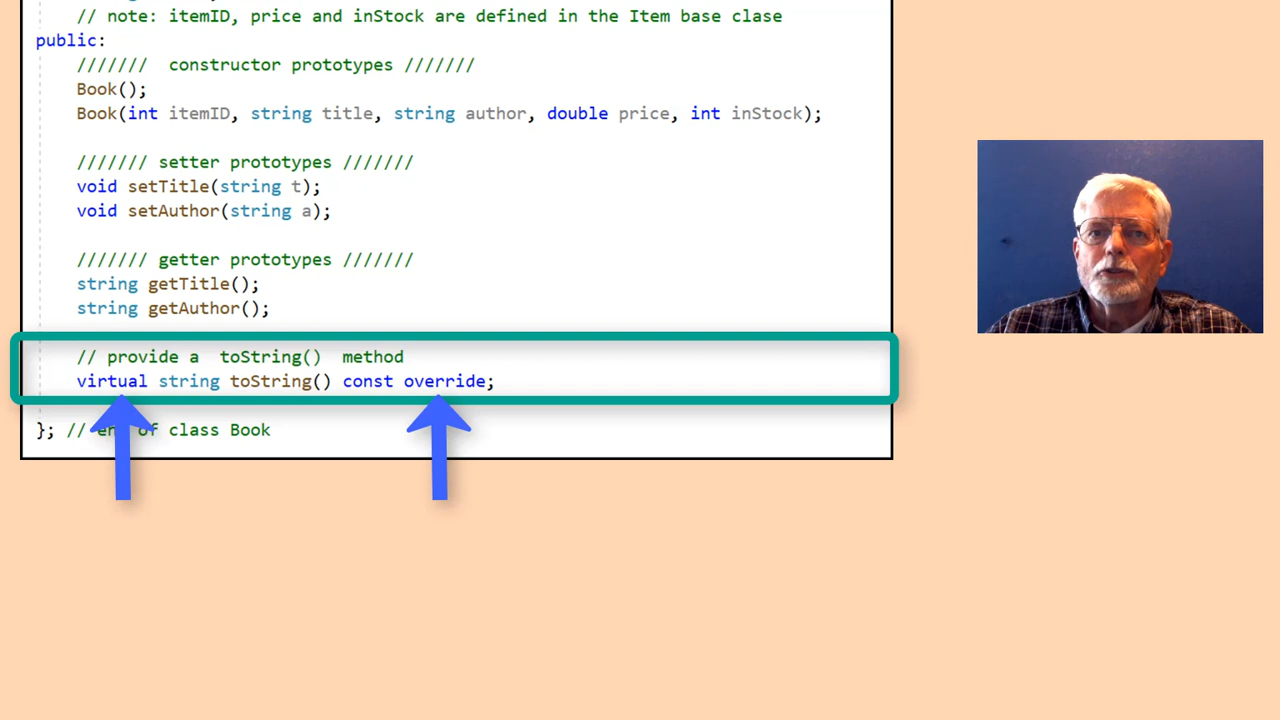 // note: itemID, price and inStock are defined in the Item base clase
public:
/////// constructor prototypes ///////
Book();
Book(int itemID, string title, string author, double price, int inStock);
/////// setter prototypes ///////
void setTitle(string t);
void setAuthor(string a);
/////// getter prototypes ///////
string getTitle();
string getAuthor();
// provide a toString() method
virtual string toString() const override;
}; // end of class Book